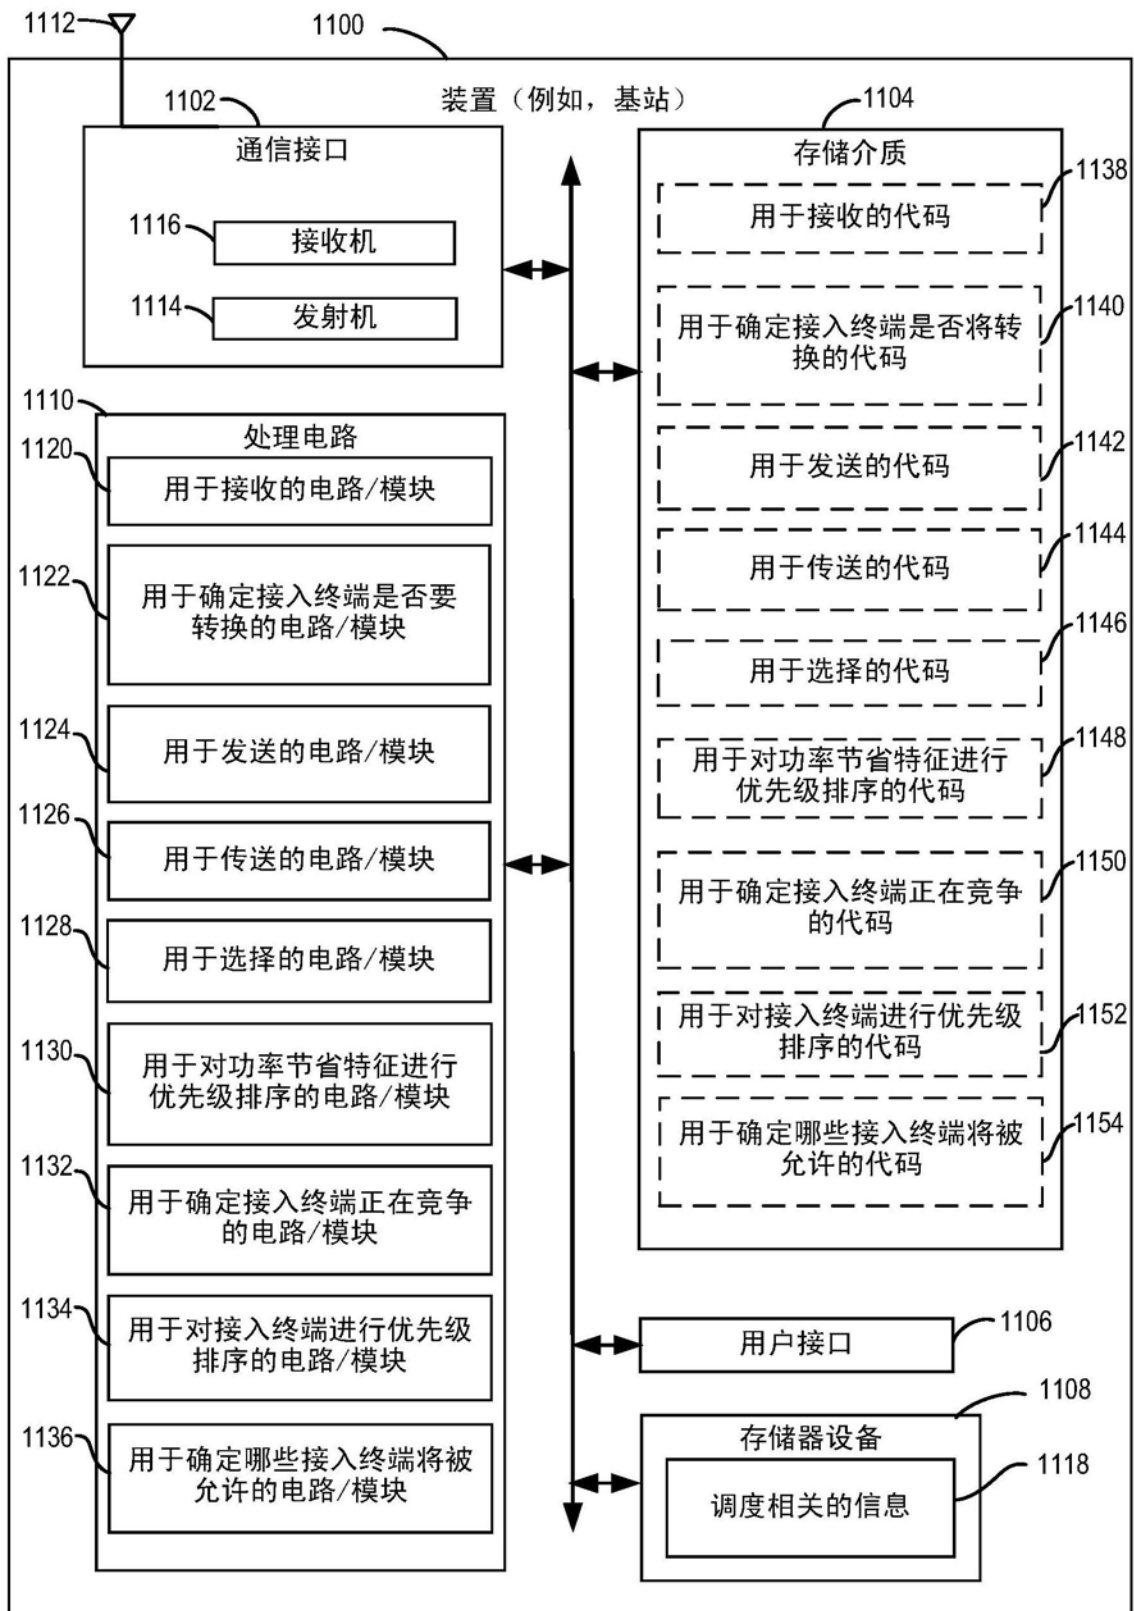 1112
1100
装置（例如，基站）
1102
通信接口
1116
接收机
1114
发射机
1110
处理电路
1120
用于接收的电路/模块
1122
用于确定接入终端是否要
转换的电路/模块
1124
用于发送的电路/模块
1126
用于传送的电路/模块
1128
用于选择的电路/模块
1130
用于对功率节省特征进行
优先级排序的电路/模块
1132
用于确定接入终端正在竞争
的电路/模块
1134
用于对接入终端进行优先级
排序的电路/模块
1136
用于确定哪些接入终端将被
允许的电路/模块
1104
存储介质
1138
用于接收的代码
1140
用于确定接入终端是否将转
换的代码
1142
用于发送的代码
1144
用于传送的代码
1146
用于选择的代码
1148
用于对功率节省特征进行
优先级排序的代码
1150
用于确定接入终端正在竞争
的代码
1152
用于对接入终端进行优先级
排序的代码
1154
用于确定哪些接入终端将被
允许的代码
1106
用户接口
1108
存储器设备
1118
调度相关的信息